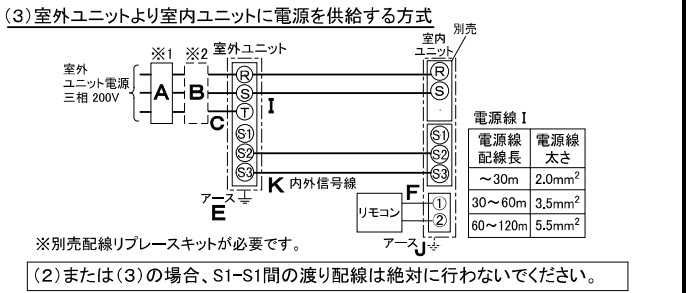 (3)室外ユニットより室内ユニットに電源を供給する方式
※1 ※2 室外ユニット
室内
ユニット
別売
室外
ユニット電源
三相 200V
A
B
C
R
S
T
S1
S2
S3
I
R
S
S1
S2
S3
K 内外信号線
アース
E
F
リモコン
①
②
アース
J
電源線 I
電源線
配線長
電源線
太さ
～30m 2.0mm²
30～60m 3.5mm²
60～120m 5.5mm²
※別売配線リプレースキットが必要です。
(2)または(3)の場合、S1-S1間の渡り配線は絶対に行わないでください。